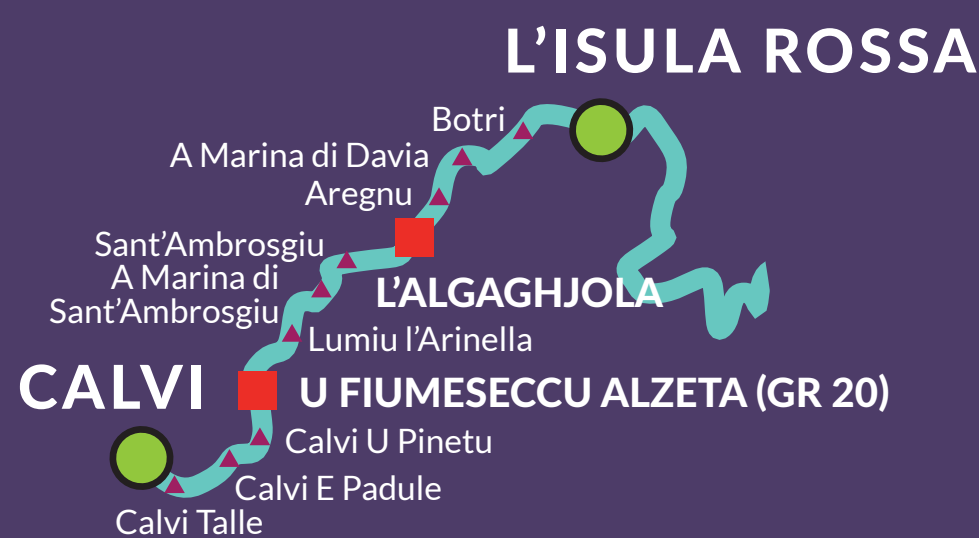 L’ISULA ROSSA
Botri
A Marina di Davia
Aregnu
Sant’Ambrosgiu
A Marina di
Sant’Ambrosgiu
L’ALGAGHJOLA
Lumiu l’Arinella
CALVI
U FIUMESECCU ALZETA (GR 20)
Calvi U Pinetu
Calvi E Padule
Calvi Talle